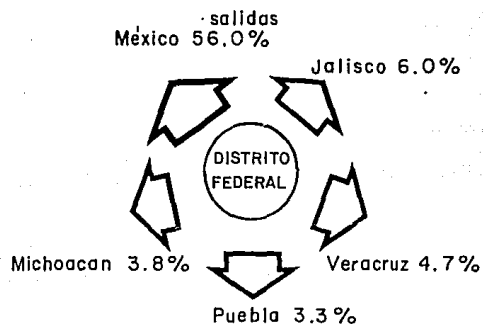 salidas
México 56.0%
Jalisco 6.0%
DISTRITO
FEDERAL
Michoacan 3.8%
Veracruz 4.7%
Puebla 3.3%